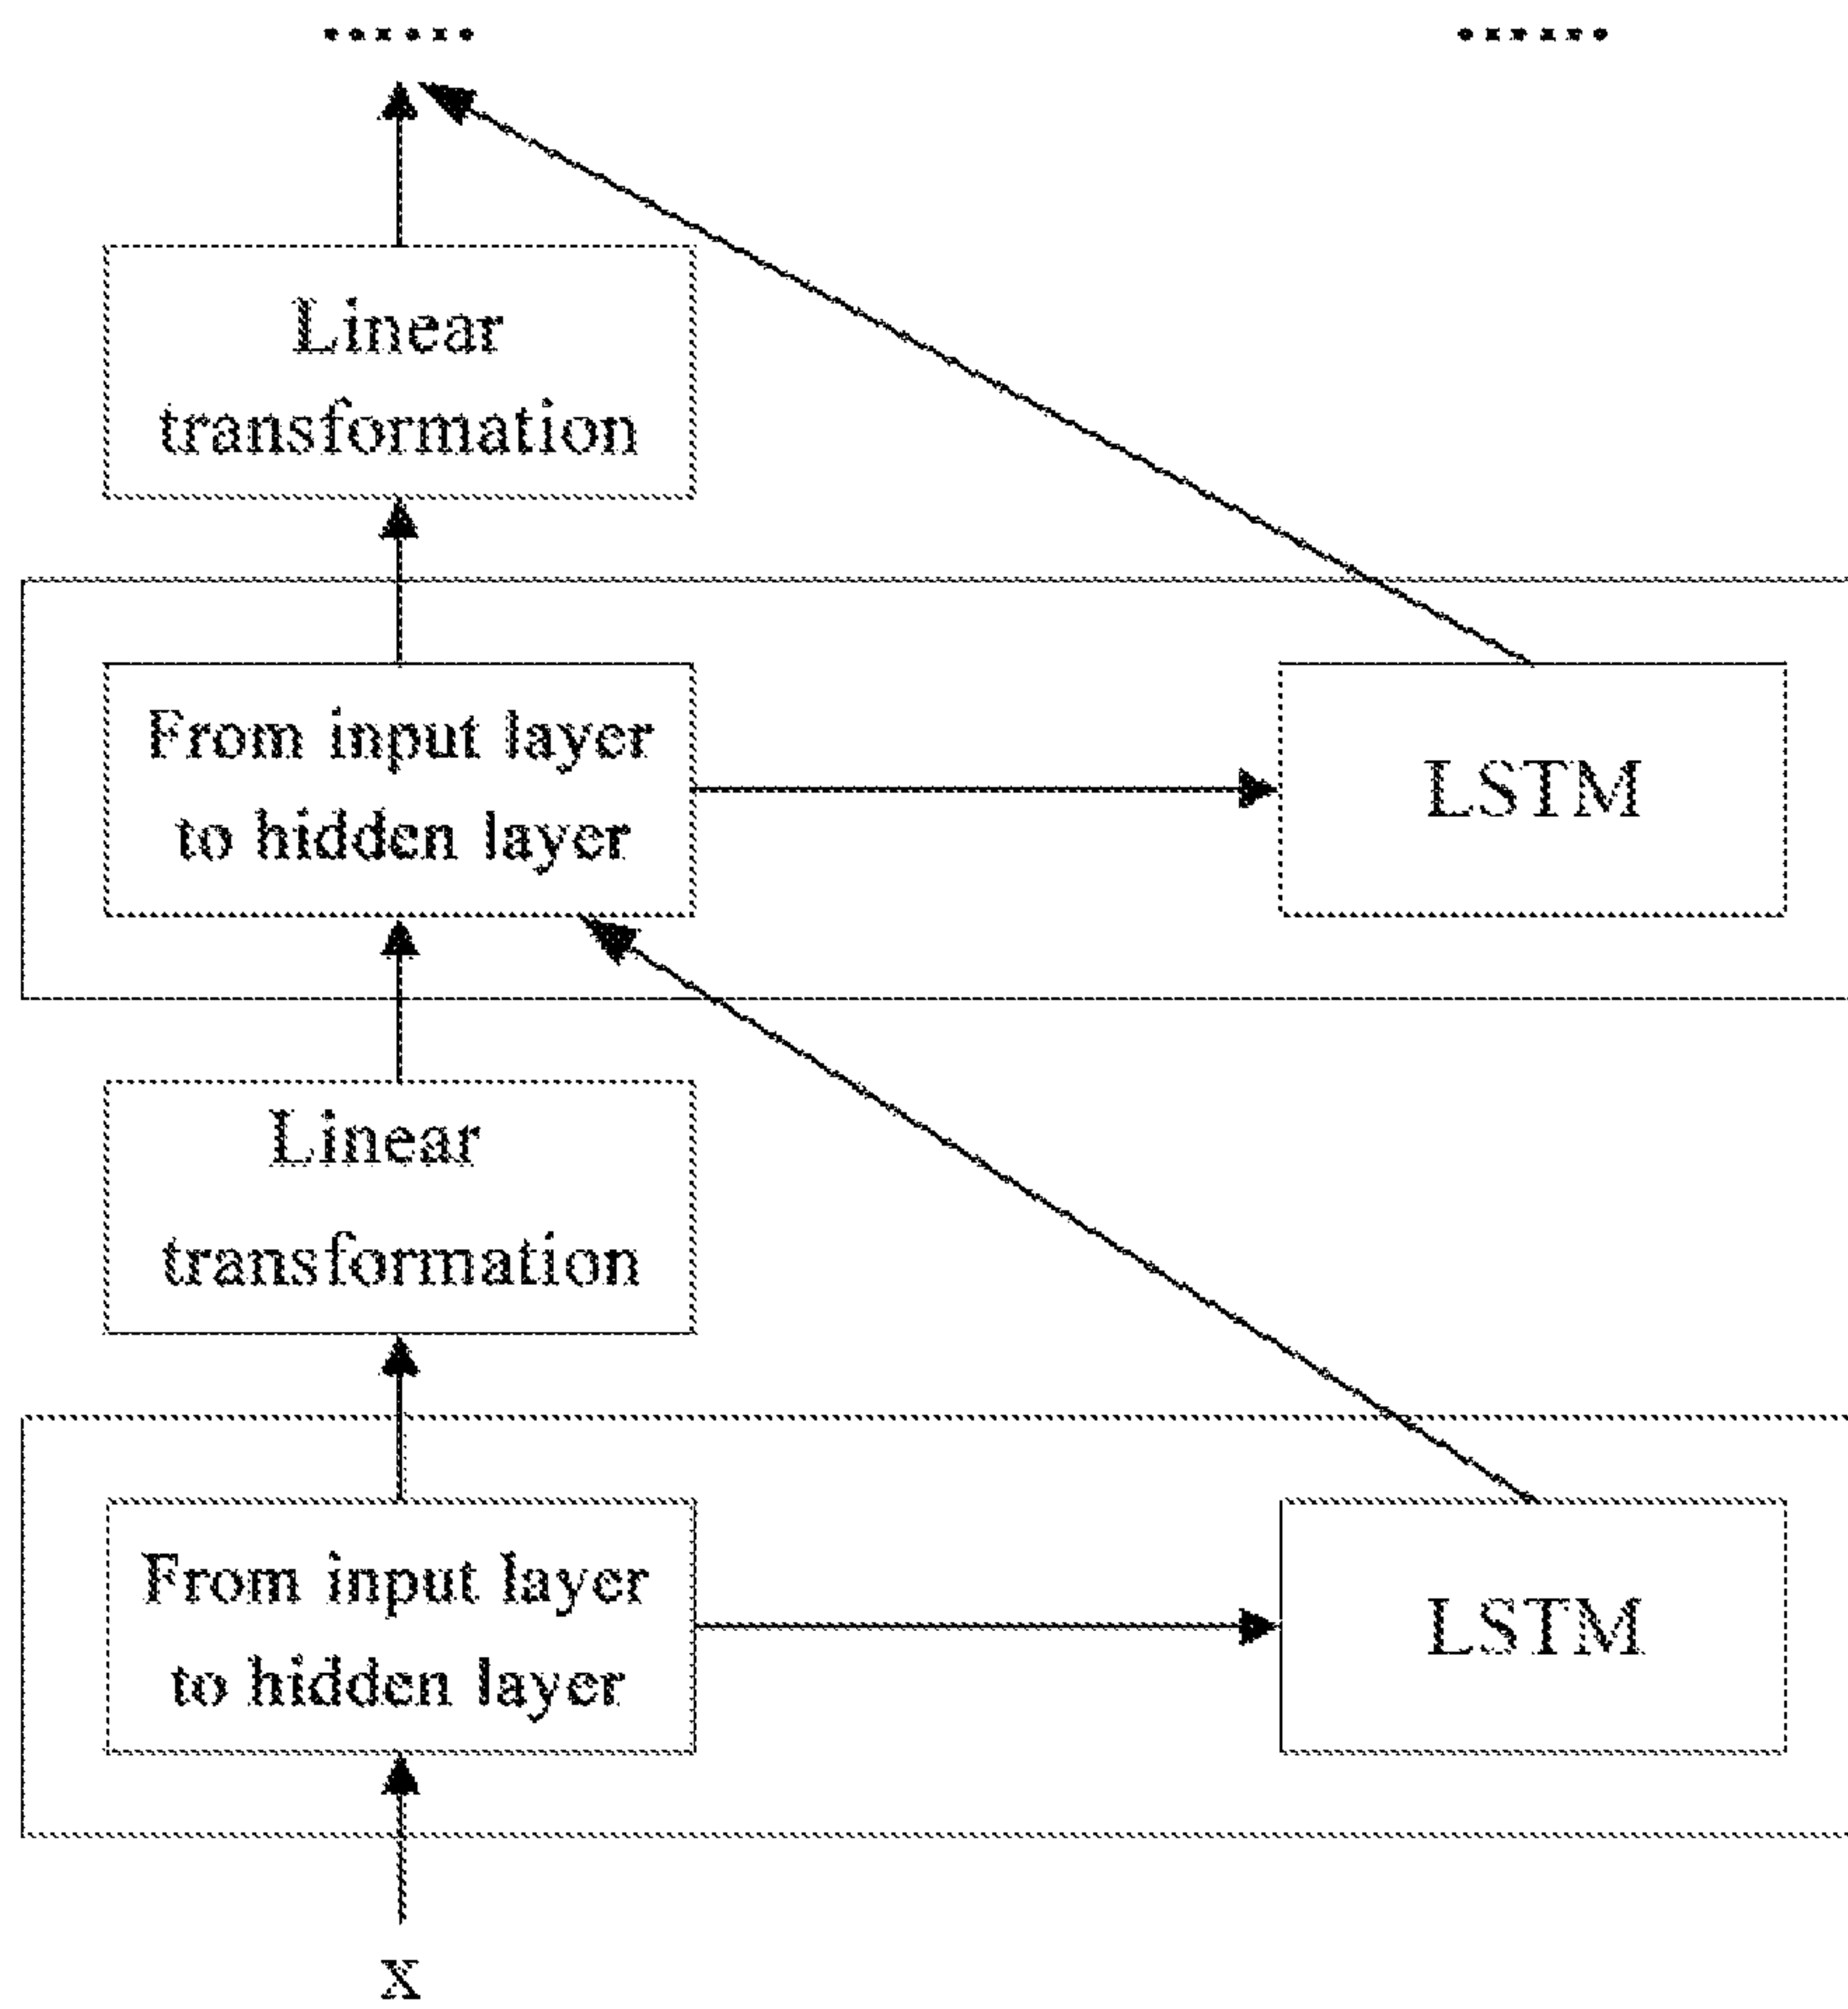 ......
......
Linear
transformation
From input layer
to hidden layer
LSTM
Linear
transformation
From input layer
to hidden layer
LSTM
x